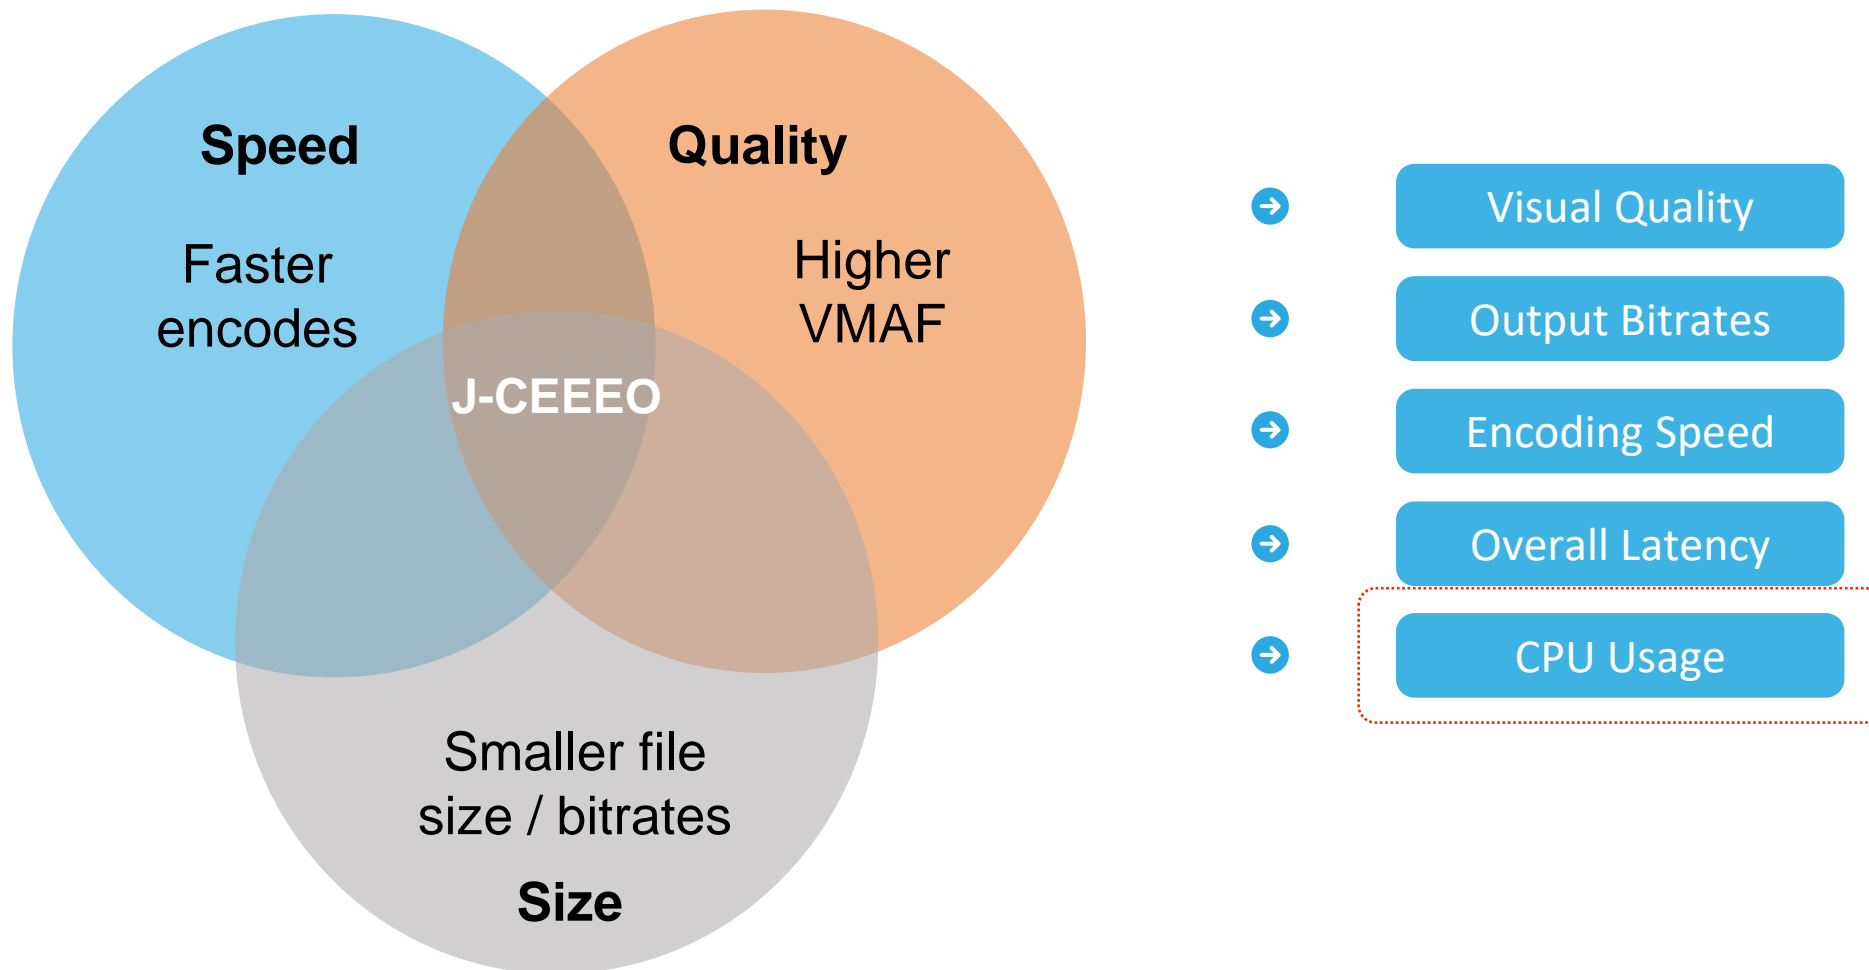 Speed
Faster
encodes
Quality
Higher
VMAF
J-CEEEO
Smaller file
size / bitrates
Size
Visual Quality
Output Bitrates
Encoding Speed
Overall Latency
CPU Usage